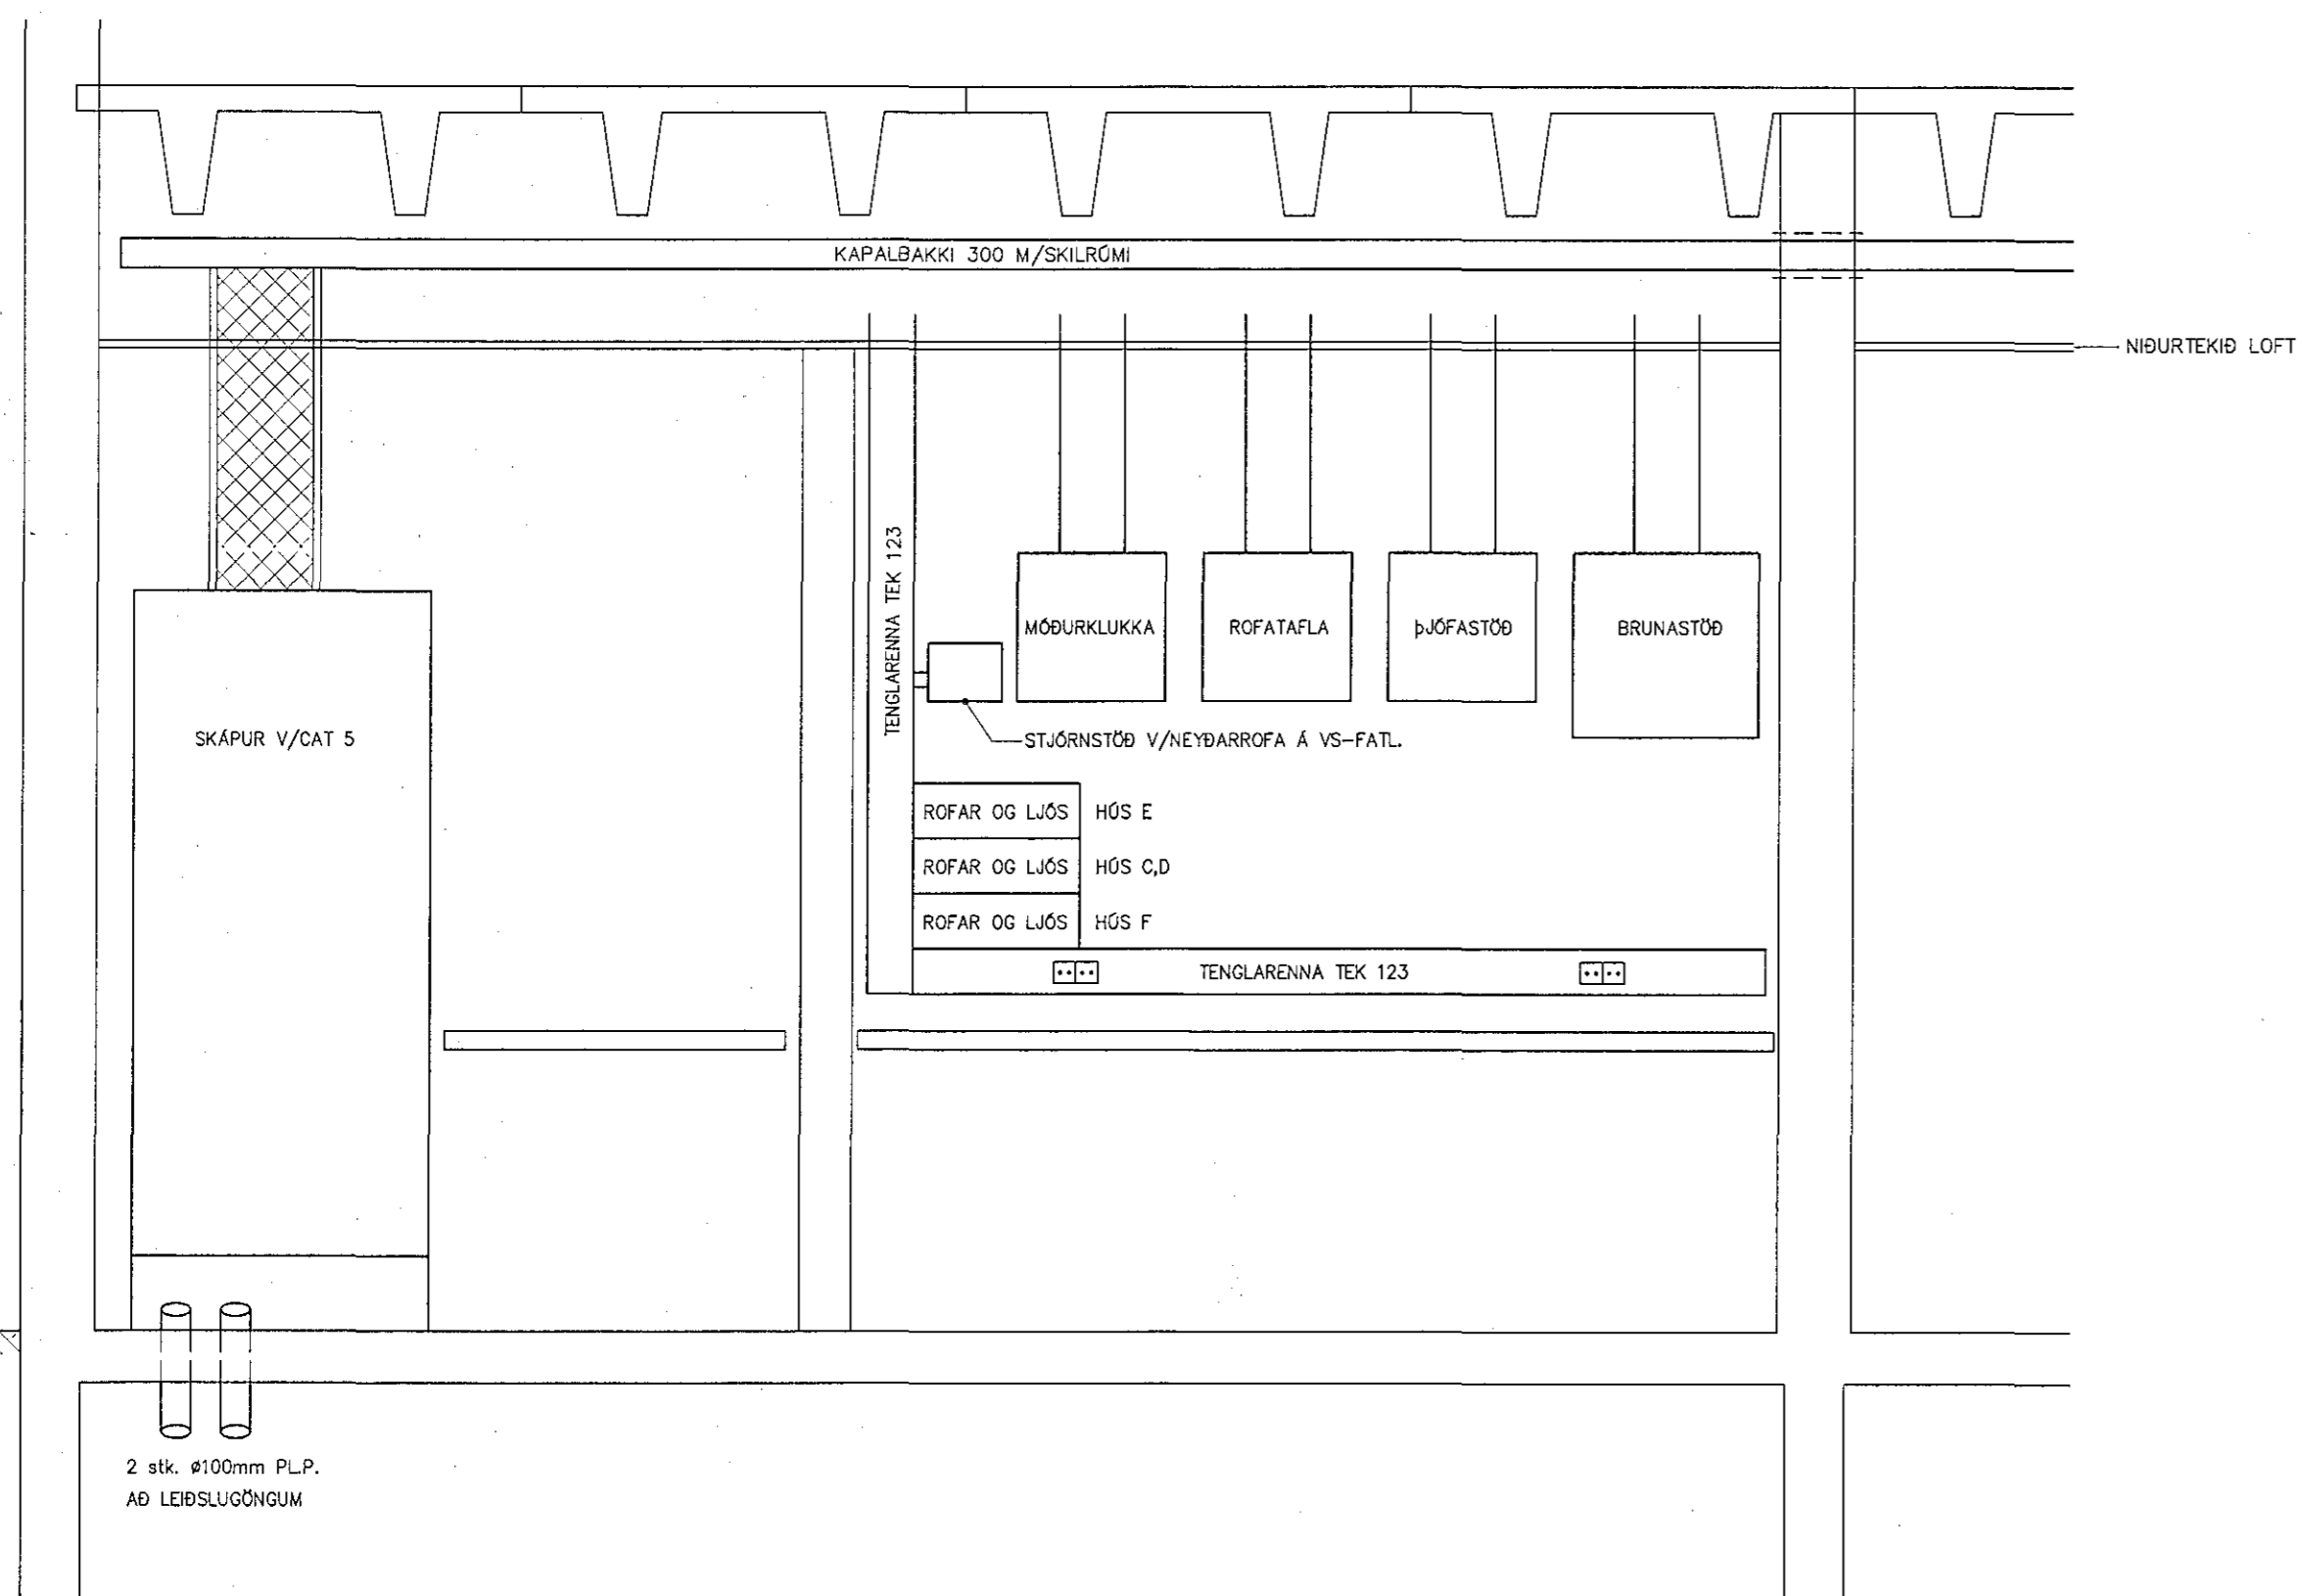 KAPALBAKKI 300 M/SKILRÚMI
NIÐURTEKIÐ LOFT
TENGLARENNA TEK 123
MÓÐURKLUKKA
ROFATAFLA
ÞJÓFASTÖÐ
BRUNASTÖÐ
SKÁPUR V/CAT 5
STJÓRNSTÖÐ V/NEYÐARROFA Á VS-FATL.
ROFAR OG LJÓS HÚS E
ROFAR OG LJÓS HÚS C,D
ROFAR OG LJÓS HÚS F
TENGLARENNA TEK 123
2 stk. ø100mm PL.P.
AÐ LEIÐSLUGÖNGUM